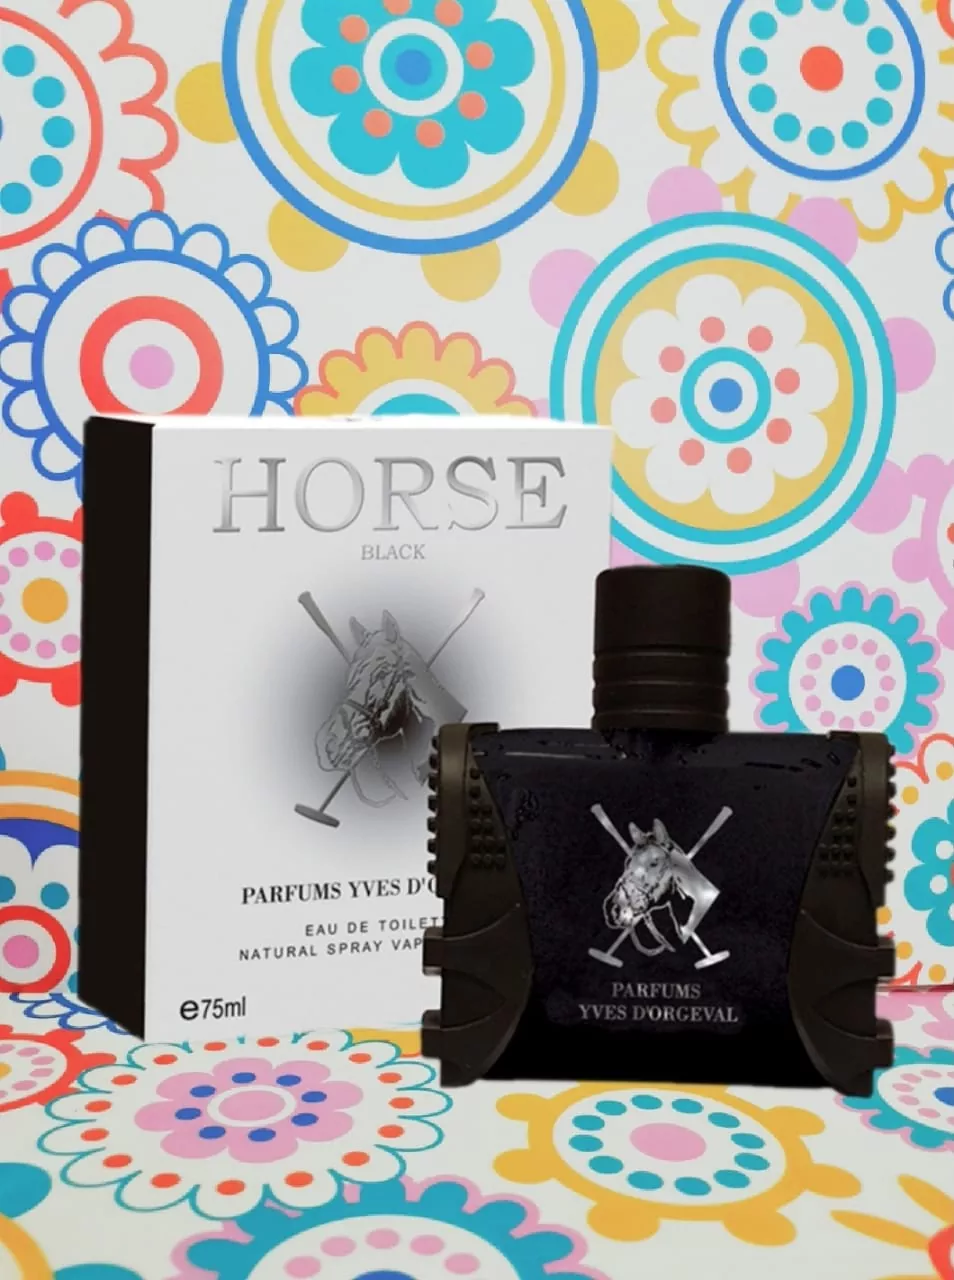 HORSE
BLACK
PARFUMS YVES D'O
EAU DE TOILETT
NATURAL SPRAY VAP
e75ml
PARFUMS
YVES D'ORGEVAL